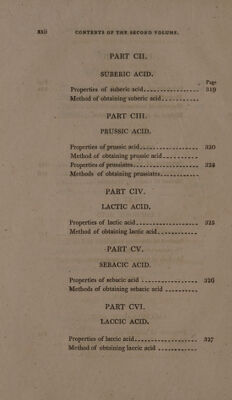 xxii CONTENTS OF THE SECOND VOLUME.
PART CII.
SUBERIC ACID.
Page
Properties of suberic acid 319
Method of obtaining suberic acid
PART CIII.
PRUSSIC ACID.
Properties of prussic acid 320
Method of obtaining prussic acid
Properties of prussiates 322
Methods of obtaining prussiates
PART CIV.
LACTIC ACID.
Properties of lactic acid 325
Method of obtaining lactic acid
PART CV.
SEBACIC ACID.
Properties of sebacic acid 326
Methods of obtaining sebacic acid
PART CVI.
LACCIC ACID.
Properties of laccic acid 327
Method of obtaining laccic acid